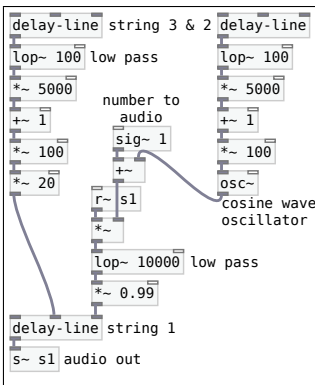 delay-line string 3 & 2 delay-line
lop~ 100 low pass lop~ 100
*~ 5000 *~ 5000
+~ 1 number to +~ 1
audio
*~ 100 sig~ 1 *~ 100
*~ 20 +~ osc~
r~ s1 cosine wave
oscillator
*~
lop~ 10000 low pass
*~ 0.99
delay-line string 1
s~ s1 audio out